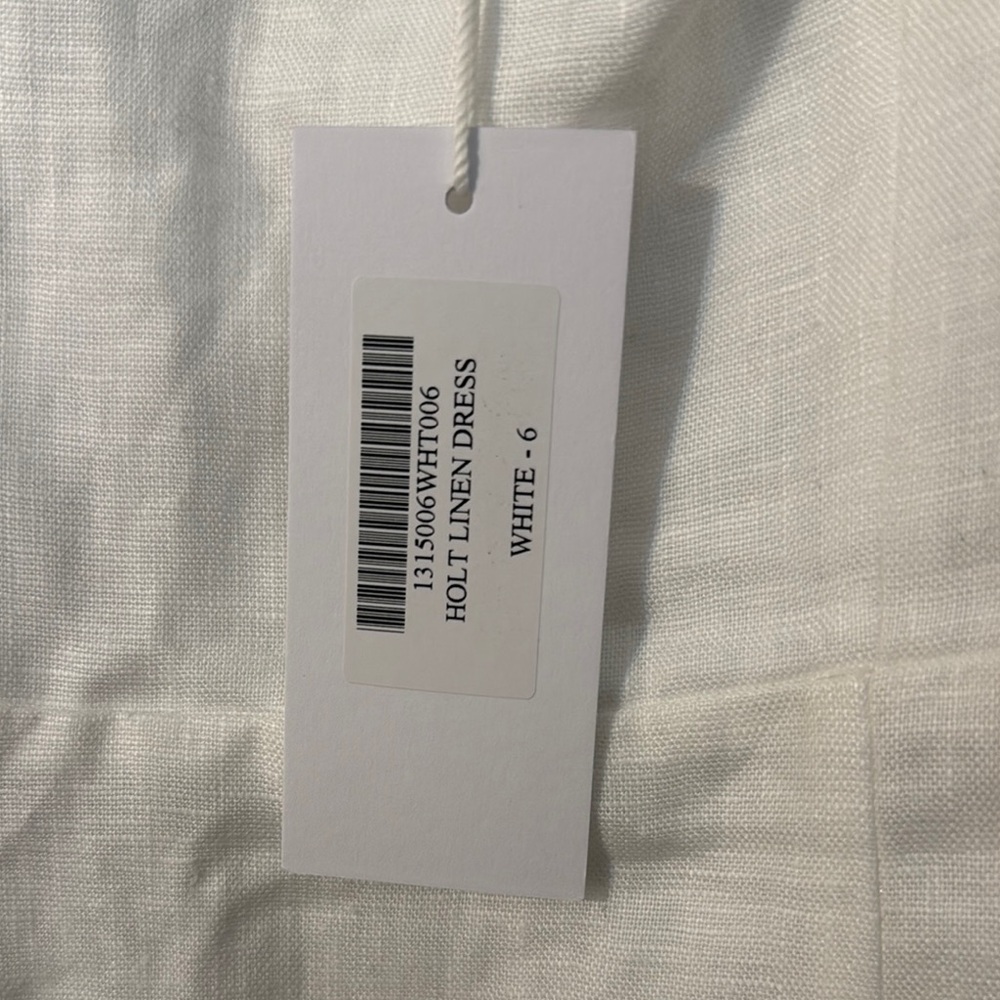 1315006WHT006
HOLT LINEN DRESS
WHITE - 6